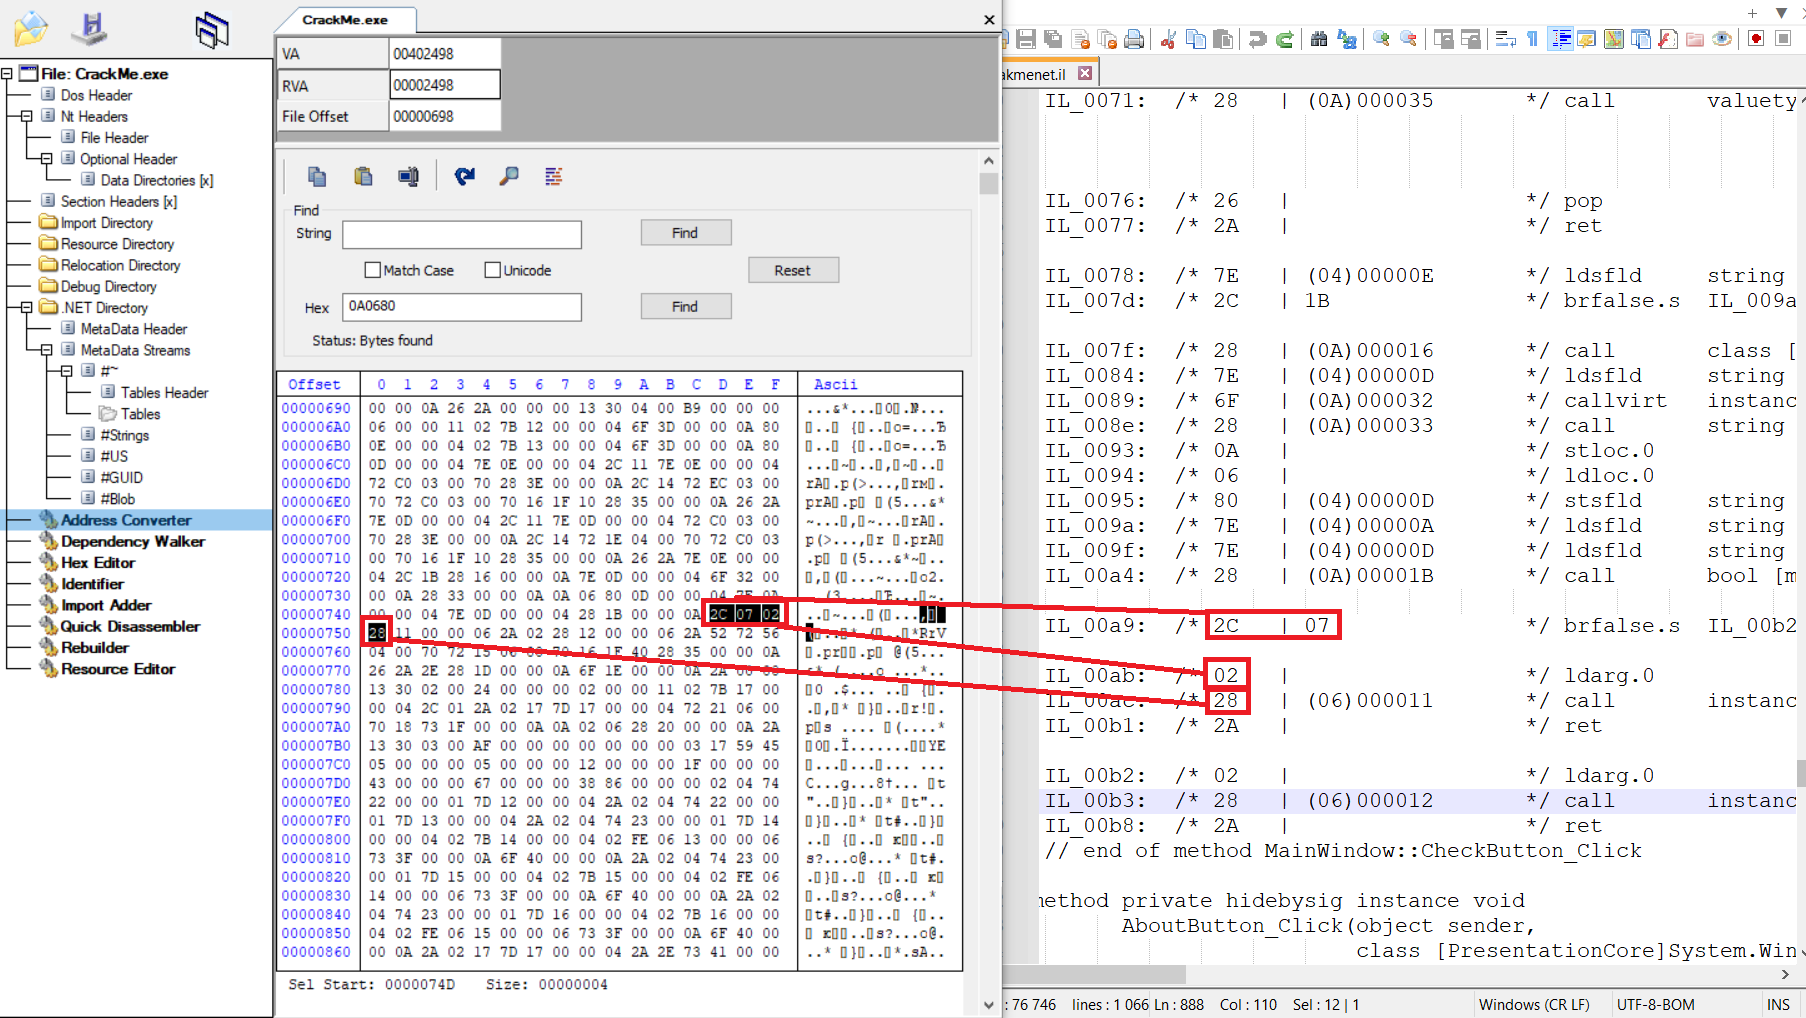 CrackMe.exe
VA 00402498
RVA 00002498
File Offset 00000698
File: CrackMe.exe
Dos Header
Nt Headers
File Header
Optional Header
Data Directories [x]
Section Headers [x]
Import Directory
Resource Directory
Relocation Directory
Debug Directory
.NET Directory
MetaData Header
MetaData Streams
#~
Tables Header
Tables
#Strings
#US
#GUID
#Blob
Address Converter
Dependency Walker
Hex Editor
Identifier
Import Adder
Quick Disassembler
Rebuilder
Resource Editor
Find
String Find
Match Case Unicode Reset
Hex 0A0680 Find
Status: Bytes found
Offset 0 1 2 3 4 5 6 7 8 9 A B C D E F Ascii
00000690 00 00 0A 26 2A 00 00 00 13 30 04 00 B9 00 00 00
000006A0 06 00 00 11 02 7B 12 00 00 04 6F 3D 00 00 0A 80
000006B0 0E 00 00 04 02 7B 13 00 00 04 6F 3D 00 00 0A 80
000006C0 0D 00 00 04 7E 0E 00 00 04 2C 11 7E 0E 00 00 04
000006D0 72 C0 03 00 70 28 3E 00 00 0A 2C 14 72 EC 03 00
000006E0 70 72 C0 03 00 70 16 1F 10 28 35 00 00 0A 26 2A
000006F0 7E 0D 00 00 04 2C 11 7E 0D 00 00 04 72 C0 03 00
00000700 70 28 3E 00 00 0A 2C 14 72 1E 04 00 70 72 C0 03
00000710 00 70 16 1F 10 28 35 00 00 0A 26 2A 7E 0E 00 00
00000720 04 2C 1B 28 16 00 00 0A 7E 0D 00 00 04 6F 32 00
00000730 00 0A 28 33 00 00 0A 0A 06 80 0D 00 00 04 7E 0A
00000740 00 00 04 7E 0D 00 00 04 28 1B 00 00 0A 2C 07 02
00000750 28 11 00 00 06 2A 02 28 12 00 00 06 2A 52 72 56
00000760 04 00 70 72 15 06 00 70 16 1F 40 28 35 00 00 0A
00000770 26 2A 2E 28 1D 00 00 0A 6F 1E 00 00 0A 2A 00 00
00000780 13 30 02 00 24 00 00 00 02 00 00 11 02 7B 17 00
00000790 00 04 2C 01 2A 02 17 7D 17 00 00 04 72 21 06 00
000007A0 70 18 73 1F 00 00 0A 0A 02 06 28 20 00 00 0A 2A
000007B0 13 30 03 00 AF 00 00 00 00 00 00 00 03 17 59 45
000007C0 05 00 00 00 05 00 00 00 12 00 00 00 1F 00 00 00
000007D0 43 00 00 00 67 00 00 00 38 86 00 00 00 02 04 74
000007E0 22 00 00 01 7D 12 00 00 04 2A 02 04 74 22 00 00
000007F0 01 7D 13 00 00 04 2A 02 04 74 23 00 00 01 7D 14
00000800 00 00 04 02 7B 14 00 00 04 02 FE 06 13 00 00 06
00000810 73 3F 00 00 0A 6F 40 00 00 0A 2A 02 04 74 23 00
00000820 00 01 7D 15 00 00 04 02 7B 15 00 00 04 02 FE 06
00000830 14 00 00 06 73 3F 00 00 0A 6F 40 00 00 0A 2A 02
00000840 04 74 23 00 00 01 7D 16 00 00 04 02 7B 16 00 00
00000850 04 02 FE 06 15 00 00 06 73 3F 00 00 0A 6F 40 00
00000860 00 0A 2A 02 17 7D 17 00 00 04 2A 2E 73 41 00 00
Sel Start: 0000074D Size: 00000004
akmenet.il
IL_0071: /* 28 | (0A)000035 */ call valuety
IL_0076: /* 26 | */ pop
IL_0077: /* 2A | */ ret
IL_0078: /* 7E | (04)00000E */ ldsfld string
IL_007d: /* 2C | 1B */ brfalse.s IL_009a
IL_007f: /* 28 | (0A)000016 */ call class [
IL_0084: /* 7E | (04)00000D */ ldsfld string
IL_0089: /* 6F | (0A)000032 */ callvirt instanc
IL_008e: /* 28 | (0A)000033 */ call string
IL_0093: /* 0A | */ stloc.0
IL_0094: /* 06 | */ ldloc.0
IL_0095: /* 80 | (04)00000D */ stsfld string
IL_009a: /* 7E | (04)00000A */ ldsfld string
IL_009f: /* 7E | (04)00000D */ ldsfld string
IL_00a4: /* 28 | (0A)00001B */ call bool [m
IL_00a9: /* 2C | 07 */ brfalse.s IL_00b2
IL_00ab: /* 02 | */ ldarg.0
IL_00ac: /* 28 | (06)000011 */ call instanc
IL_00b1: /* 2A | */ ret
IL_00b2: /* 02 | */ ldarg.0
IL_00b3: /* 28 | (06)000012 */ call instanc
IL_00b8: /* 2A | */ ret
// end of method MainWindow::CheckButton_Click
method private hidebysig instance void
AboutButton_Click(object sender,
class [PresentationCore]System.Win
: 76 746 lines : 1 066 Ln : 888 Col : 110 Sel : 12 | 1 Windows (CR LF) UTF-8-BOM INS